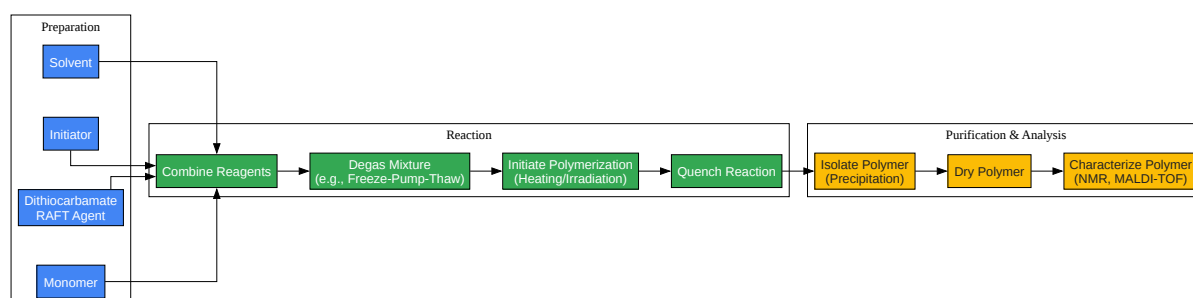 Preparation
Solvent
Initiator
Dithiocarbamate
RAFT Agent
Monomer
Reaction
Combine Reagents
Degas Mixture
(e.g., Freeze-Pump-Thaw)
Initiate Polymerization
(Heating/Irradiation)
Quench Reaction
Purification & Analysis
Isolate Polymer
(Precipitation)
Dry Polymer
Characterize Polymer
(NMR, MALDI-TOF)